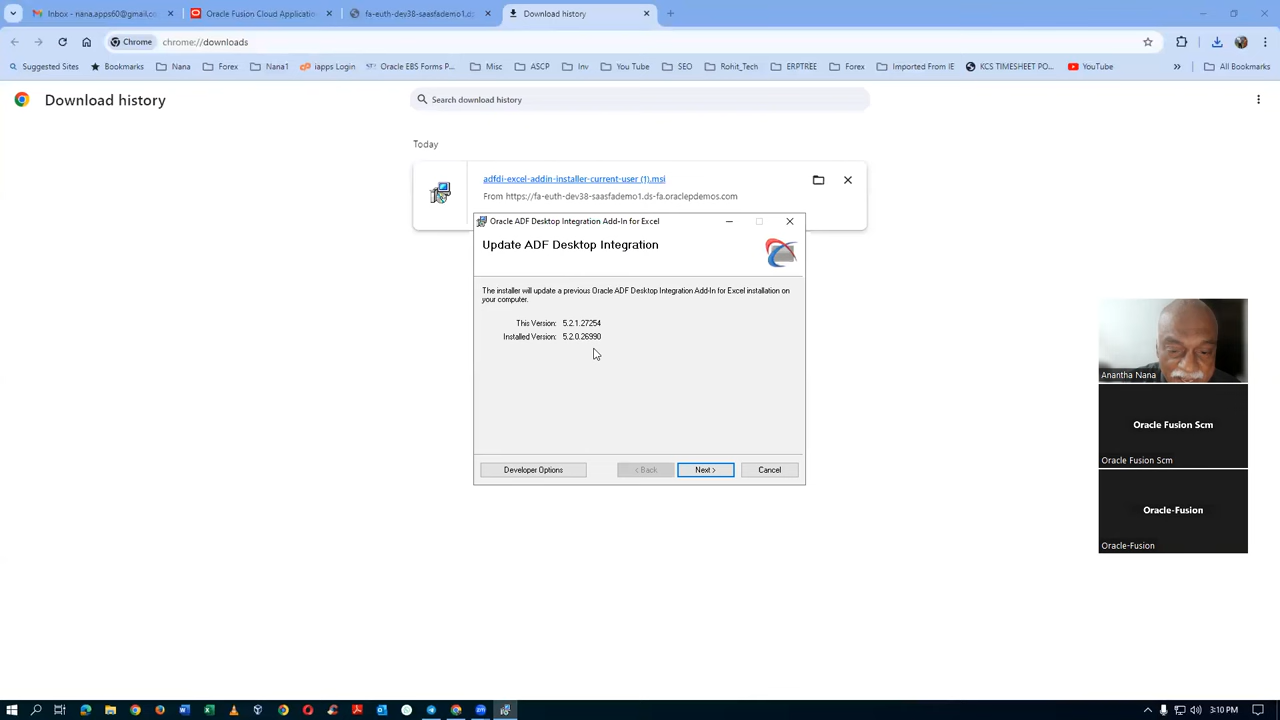 Inbox - nana.apps60@gmail.co
Oracle Fusion Cloud Application
fa-euth-dev38-saasfademo1.d
Download history
Chrome
chrome://downloads
Suggested Sites
Bookmarks
Nana
Forex
Nana1
iapps Login
Oracle EBS Forms P...
Misc
ASCP
Inv
You Tube
SEO
Rohit_Tech
ERPTREE
Forex
Imported From IE
KCS TIMESHEET PO...
YouTube
All Bookmarks
Download history
Search download history
Today
adfdi-excel-addin-installer-current-user (1).msi
From https://fa-euth-dev38-saasfademo1.ds-fa.oraclepdemos.com
Oracle ADF Desktop Integration Add-In for Excel
Update ADF Desktop Integration
The installer will update a previous Oracle ADF Desktop Integration Add-In for Excel installation on
your computer.
This Version: 5.2.1.27254
Installed Version: 5.2.0.26990
Developer Options
< Back
Next >
Cancel
Anantha Nana
Oracle Fusion Scm
Oracle Fusion Scm
Oracle-Fusion
Oracle-Fusion
3:10 PM